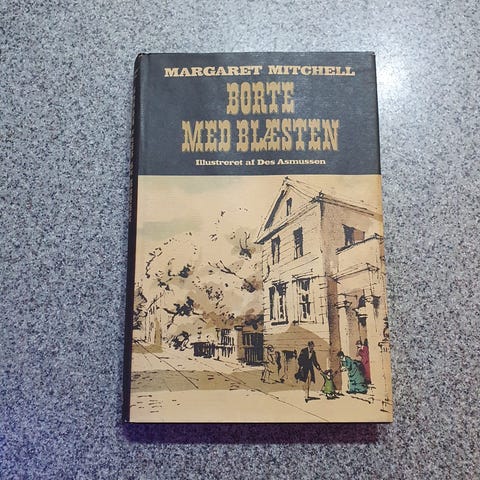 MARGARET MITCHELL
BORTE
MED BLÆSTEN
Illustreret af Des Asmussen